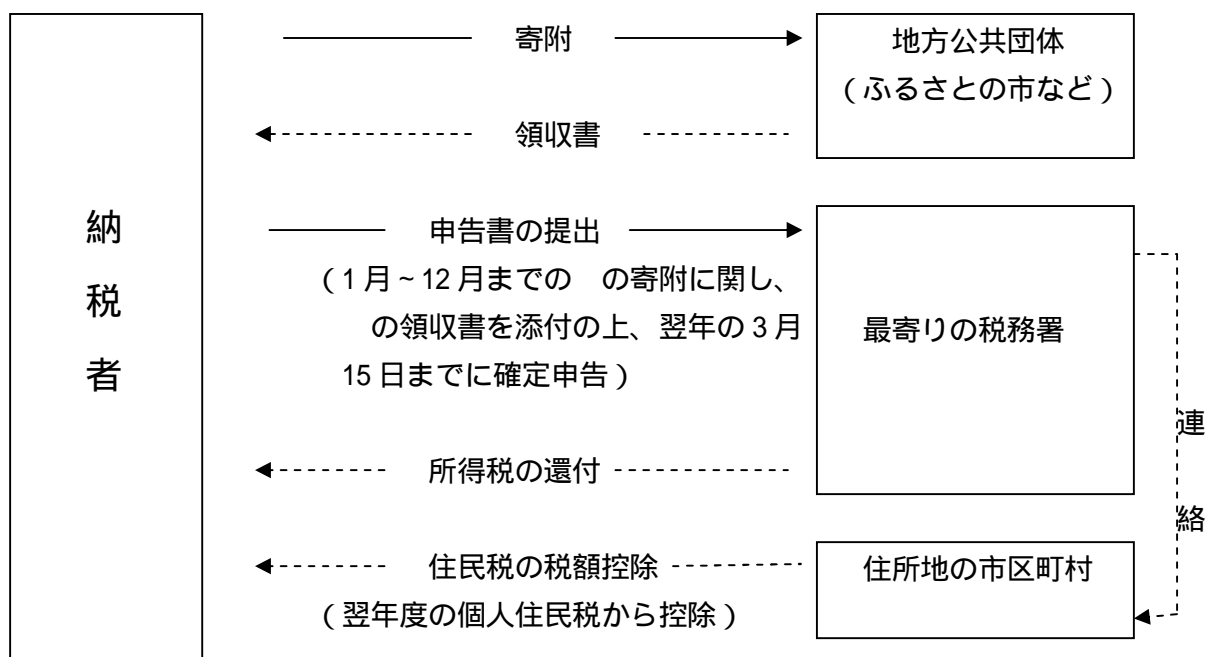 納税者
寄附
地方公共団体
（ふるさとの市など）
領収書
申告書の提出
（1月~12月までの　の寄附に関し、
の領収書を添付の上、翌年の3月
15日までに確定申告）
最寄りの税務署
所得税の還付
連絡
住民税の税額控除
（翌年度の個人住民税から控除）
住所地の市区町村